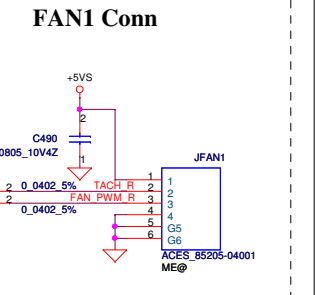 FAN1 Conn
+5VS
2
C490
0805_10V4Z
1
JFAN1
1 1
2 0_0402_5% TACH_R 2 2
2 FAN_PWM_R 3 3
0_0402_5% 4 4
5 G5
6 G6
ACES_85205-04001
ME@